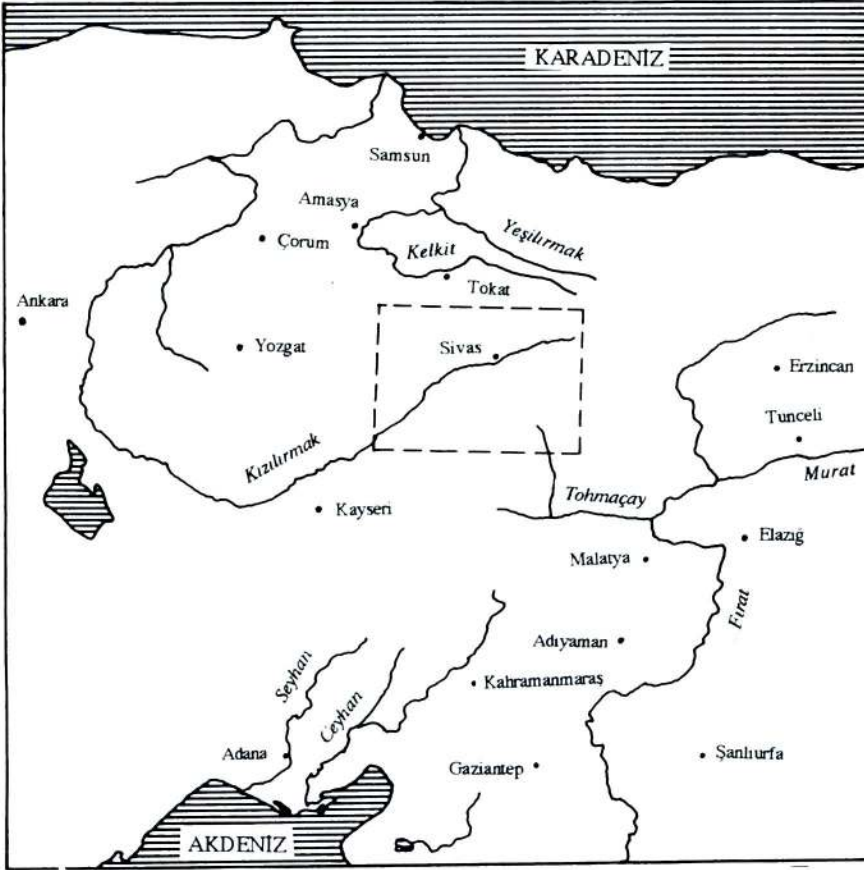 KARADENİZ
Samsun
Amasya
Çorum
Kelkit
Yeşilırmak
Tokat
Ankara
Yozgat
Sivas
Erzincan
Tunceli
Kızılırmak
Murat
Kayseri
Tohmaçay
Elazığ
Malatya
Fırat
Adıyaman
Seyhan
Ceyhan
Kahramanmaraş
Adana
Gaziantep
Şanlıurfa
AKDENİZ